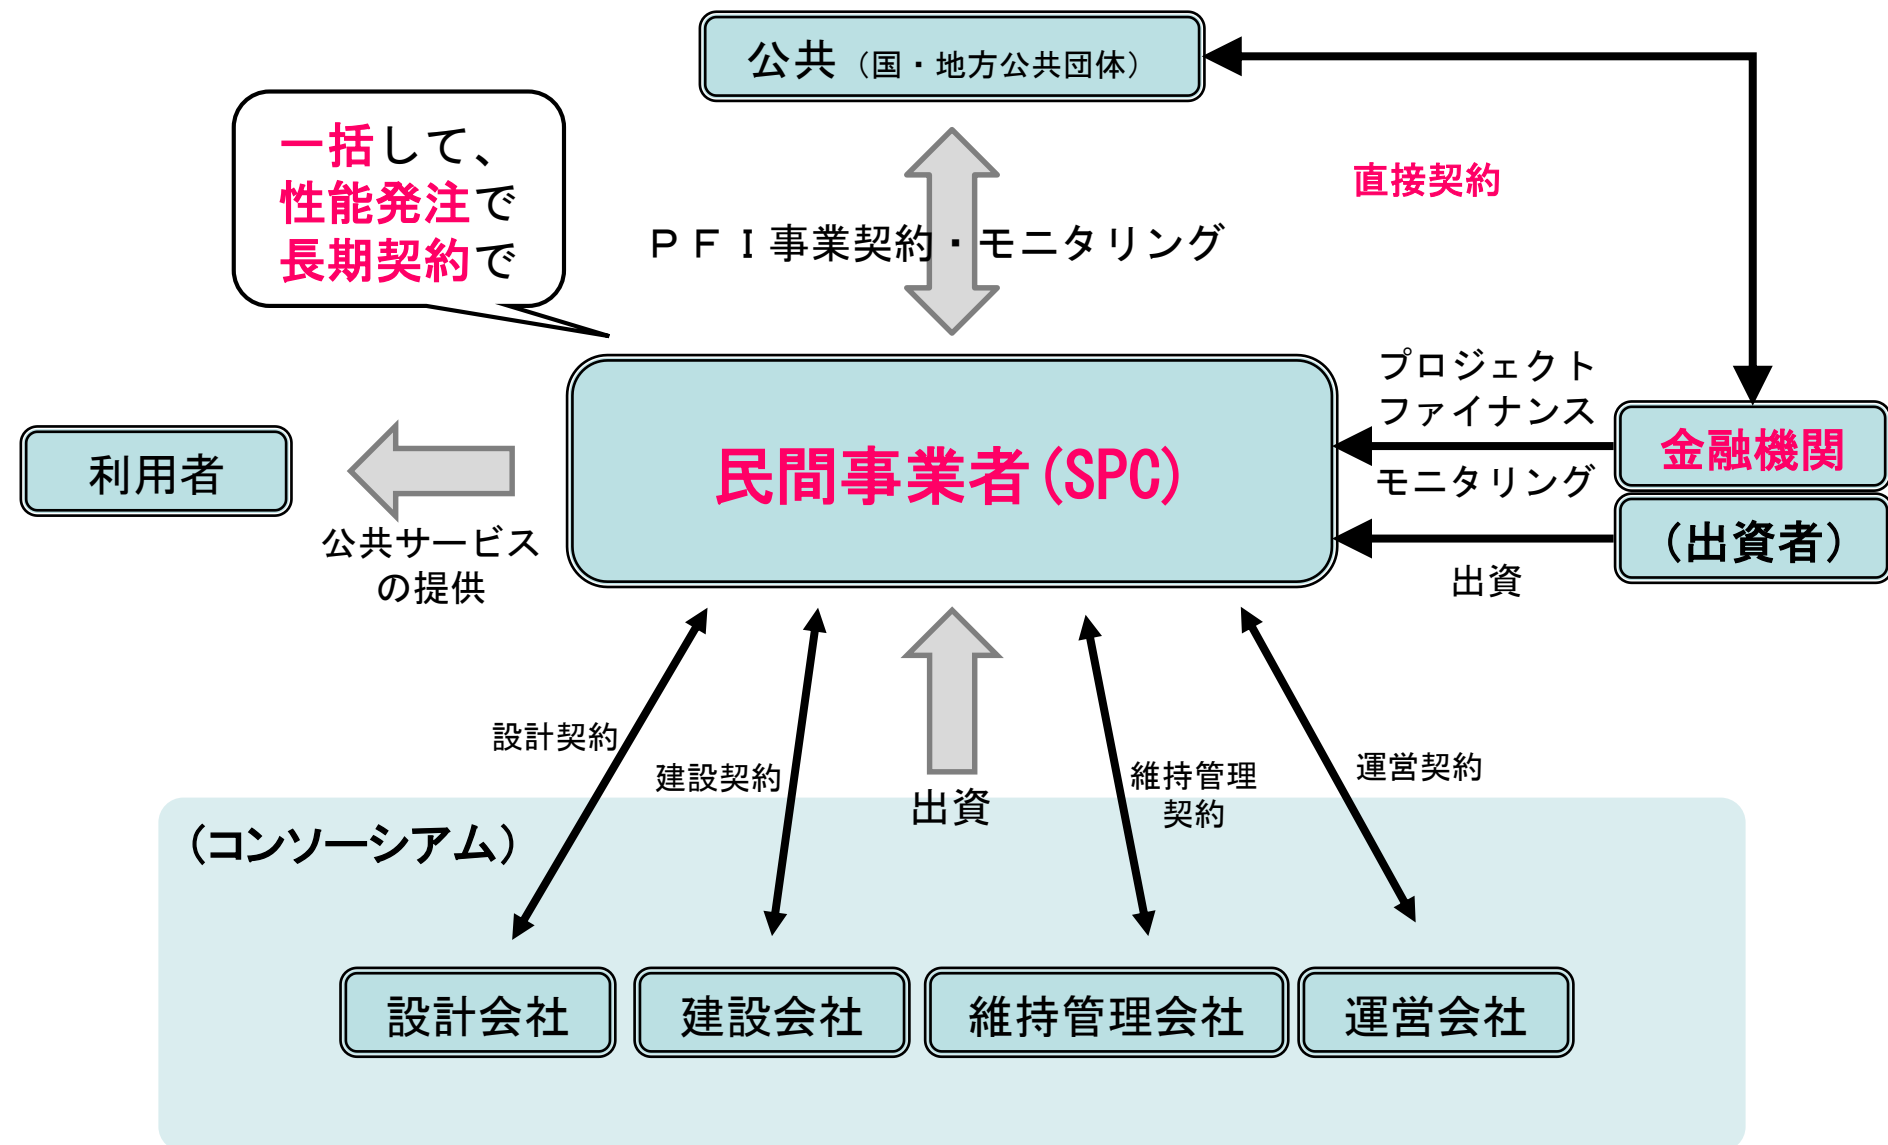 公共（国・地方公共団体）
一括して、
性能発注で
長期契約で
直接契約
ＰＦＩ事業契約・モニタリング
プロジェクト
ファイナンス
モニタリング
金融機関
（出資者）
出資
民間事業者(SPC)
利用者
公共サービス
の提供
設計契約
建設契約
出資
維持管理
契約
運営契約
（コンソーシアム）
設計会社
建設会社
維持管理会社
運営会社